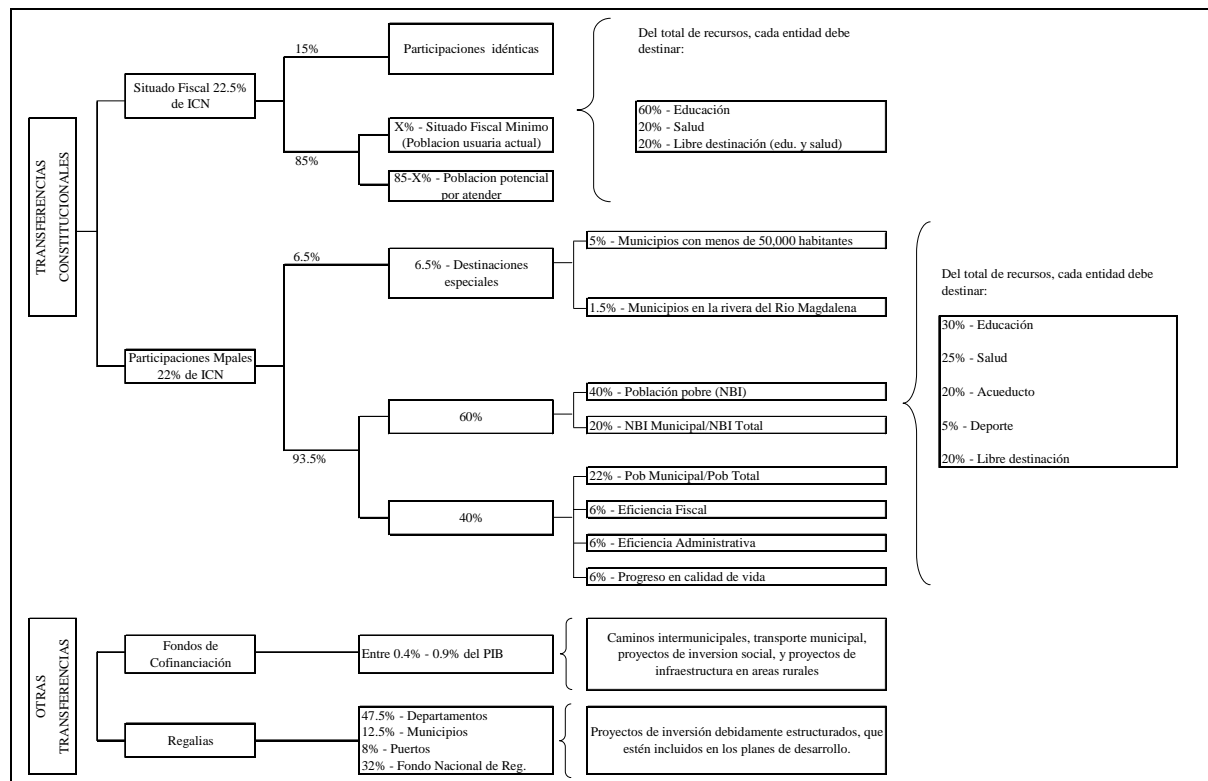 TRANSFERENCIAS
CONSTITUCIONALES
Situado Fiscal 22.5%
de ICN
15%
Participaciones idénticas
85%
X% - Situado Fiscal Minimo
(Poblacion usuaria actual)
85-X% - Poblacion potencial
por atender
Del total de recursos, cada entidad debe
destinar:
60% - Educación
20% - Salud
20% - Libre destinación (edu. y salud)
Participaciones Mpales
22% de ICN
6.5%
6.5% - Destinaciones
especiales
5% - Municipios con menos de 50,000 habitantes
1.5% - Municipios en la rivera del Rio Magdalena
93.5%
60%
40% - Población pobre (NBI)
20% - NBI Municipal/NBI Total
40%
22% - Pob Municipal/Pob Total
6% - Eficiencia Fiscal
6% - Eficiencia Administrativa
6% - Progreso en calidad de vida
Del total de recursos, cada entidad debe
destinar:
30% - Educación
25% - Salud
20% - Acueducto
5% - Deporte
20% - Libre destinación
OTRAS
TRANSFERENCIAS
Fondos de
Cofinanciación
Entre 0.4% - 0.9% del PIB
Caminos intermunicipales, transporte municipal,
proyectos de inversion social, y proyectos de
infraestructura en areas rurales
Regalias
47.5% - Departamentos
12.5% - Municipios
8% - Puertos
32% - Fondo Nacional de Reg.
Proyectos de inversión debidamente estructurados, que
estén incluidos en los planes de desarrollo.